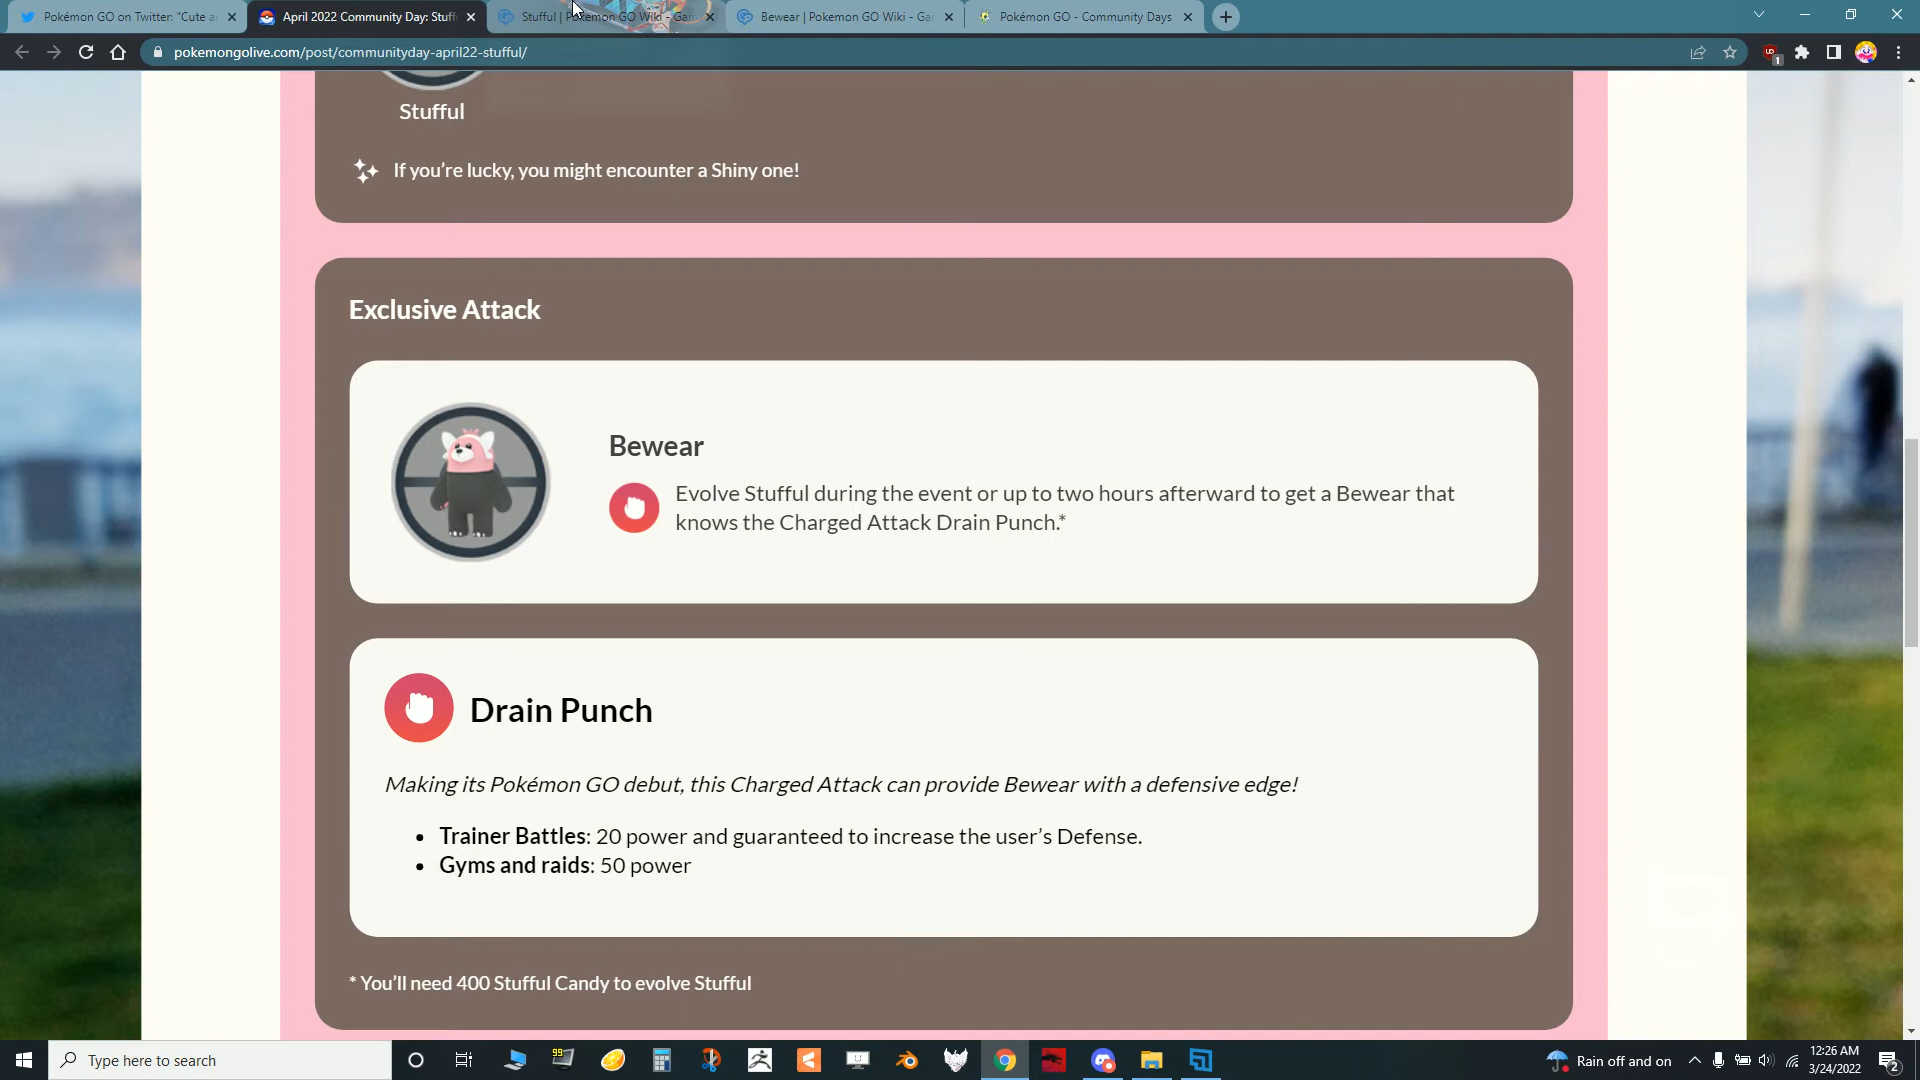 Pokémon GO on Twitter: "Cute a
April 2022 Community Day: Stuff
Stufful | Pokemon GO Wiki - Gam
Bewear | Pokemon GO Wiki - Ga
Pokémon GO - Community Days
pokemongolive.com/post/communityday-april22-stufful/
1
Stufful
If you're lucky, you might encounter a Shiny one!
Exclusive Attack
Bewear
Evolve Stufful during the event or up to two hours afterward to get a Bewear that
knows the Charged Attack Drain Punch.*
Drain Punch
Making its Pokémon GO debut, this Charged Attack can provide Bewear with a defensive edge!
• Trainer Battles: 20 power and guaranteed to increase the user's Defense.
• Gyms and raids: 50 power
* You'll need 400 Stufful Candy to evolve Stufful
Type here to search
99
Rain off and on
12:26 AM
3/24/2022
2